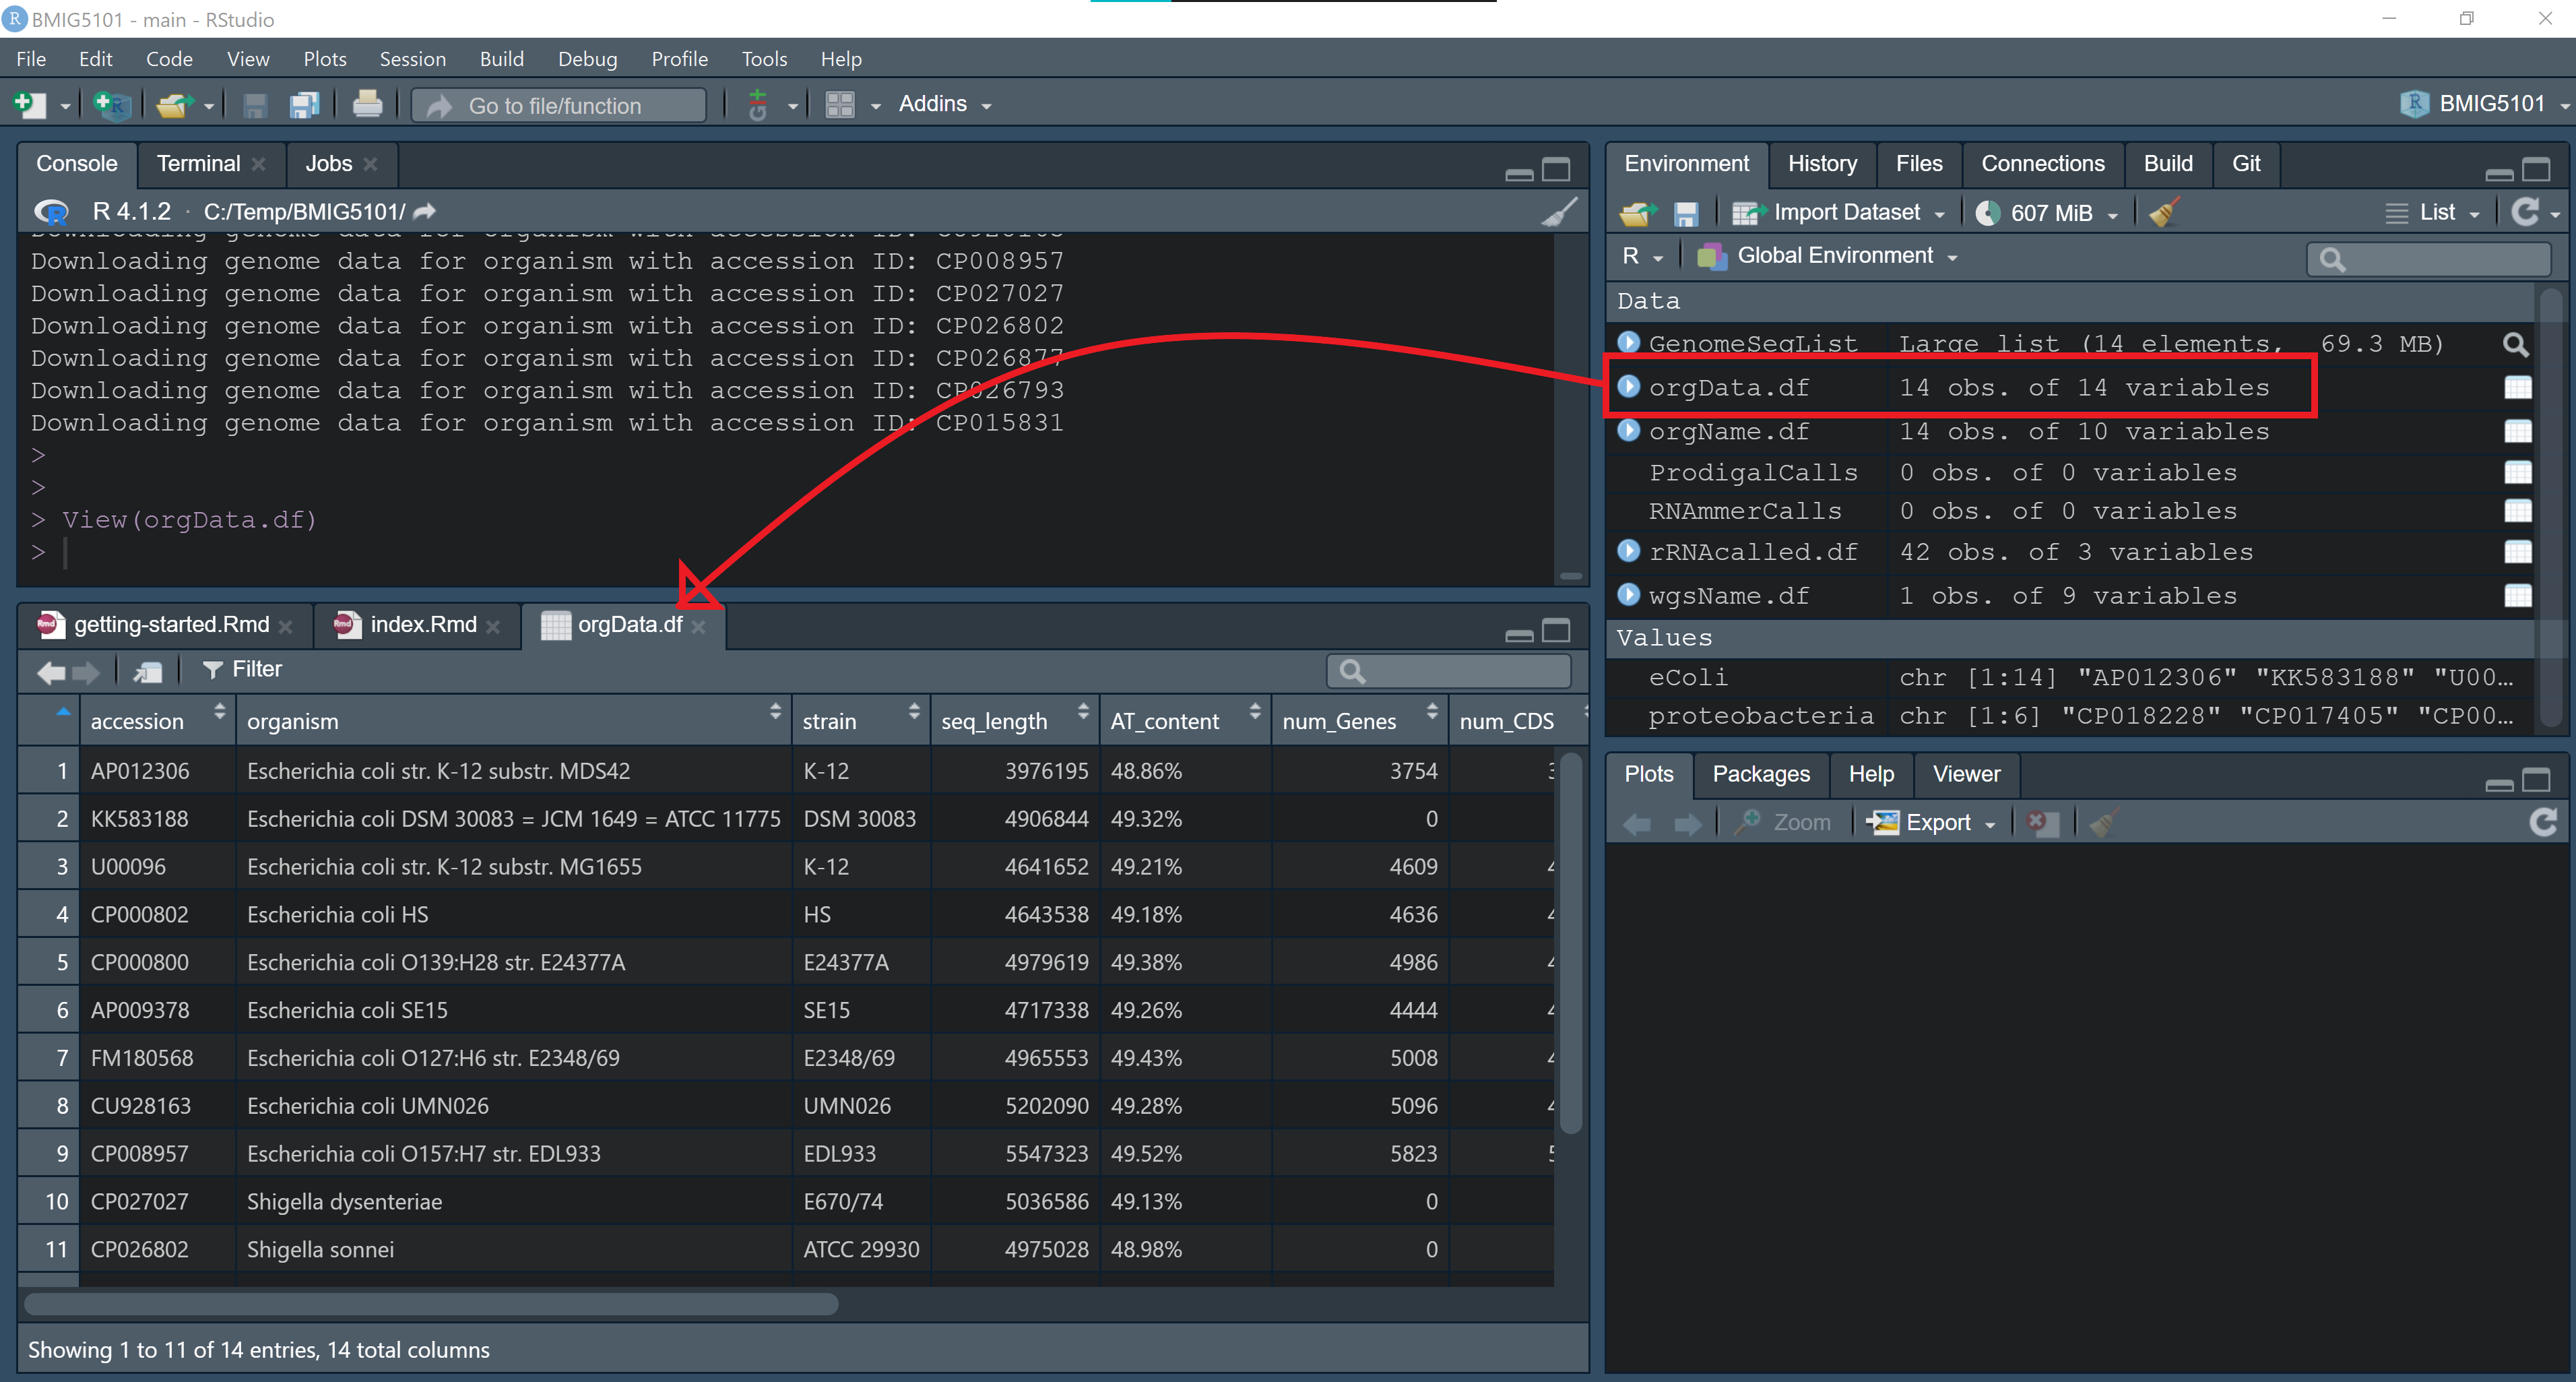 BMIG5101 - main - RStudio
File Edit Code View Plots Session Build Debug Profile Tools Help
Go to file/function Addins BMIG5101
Console Terminal Jobs
R 4.1.2 · C:/Temp/BMIG5101/
Downloading genome data for organism with accession ID:
Downloading genome data for organism with accession ID: CP008957
Downloading genome data for organism with accession ID: CP027027
Downloading genome data for organism with accession ID: CP026802
Downloading genome data for organism with accession ID: CP026877
Downloading genome data for organism with accession ID: CP026793
Downloading genome data for organism with accession ID: CP015831
>
>
> View(orgData.df)
>
getting-started.Rmd index.Rmd orgData.df
Filter
accession organism strain seq_length AT_content num_Genes num_CDS
1 AP012306 Escherichia coli str. K-12 substr. MDS42 K-12 3976195 48.86% 3754
2 KK583188 Escherichia coli DSM 30083 = JCM 1649 = ATCC 11775 DSM 30083 4906844 49.32% 0
3 U00096 Escherichia coli str. K-12 substr. MG1655 K-12 4641652 49.21% 4609
4 CP000802 Escherichia coli HS HS 4643538 49.18% 4636
5 CP000800 Escherichia coli O139:H28 str. E24377A E24377A 4979619 49.38% 4986
6 AP009378 Escherichia coli SE15 SE15 4717338 49.26% 4444
7 FM180568 Escherichia coli O127:H6 str. E2348/69 E2348/69 4965553 49.43% 5008
8 CU928163 Escherichia coli UMN026 UMN026 5202090 49.28% 5096
9 CP008957 Escherichia coli O157:H7 str. EDL933 EDL933 5547323 49.52% 5823
10 CP027027 Shigella dysenteriae E670/74 5036586 49.13% 0
11 CP026802 Shigella sonnei ATCC 29930 4975028 48.98% 0
Showing 1 to 11 of 14 entries, 14 total columns
Environment History Files Connections Build Git
Import Dataset 607 MiB List
R Global Environment
Data
GenomeSeqList Large list (14 elements, 69.3 MB)
orgData.df 14 obs. of 14 variables
orgName.df 14 obs. of 10 variables
ProdigalCalls 0 obs. of 0 variables
RNAmmerCalls 0 obs. of 0 variables
rRNAcalled.df 42 obs. of 3 variables
wgsName.df 1 obs. of 9 variables
Values
eColi chr [1:14] "AP012306" "KK583188" "U00…
proteobacteria chr [1:6] "CP018228" "CP017405" "CP00…
Plots Packages Help Viewer
Zoom Export